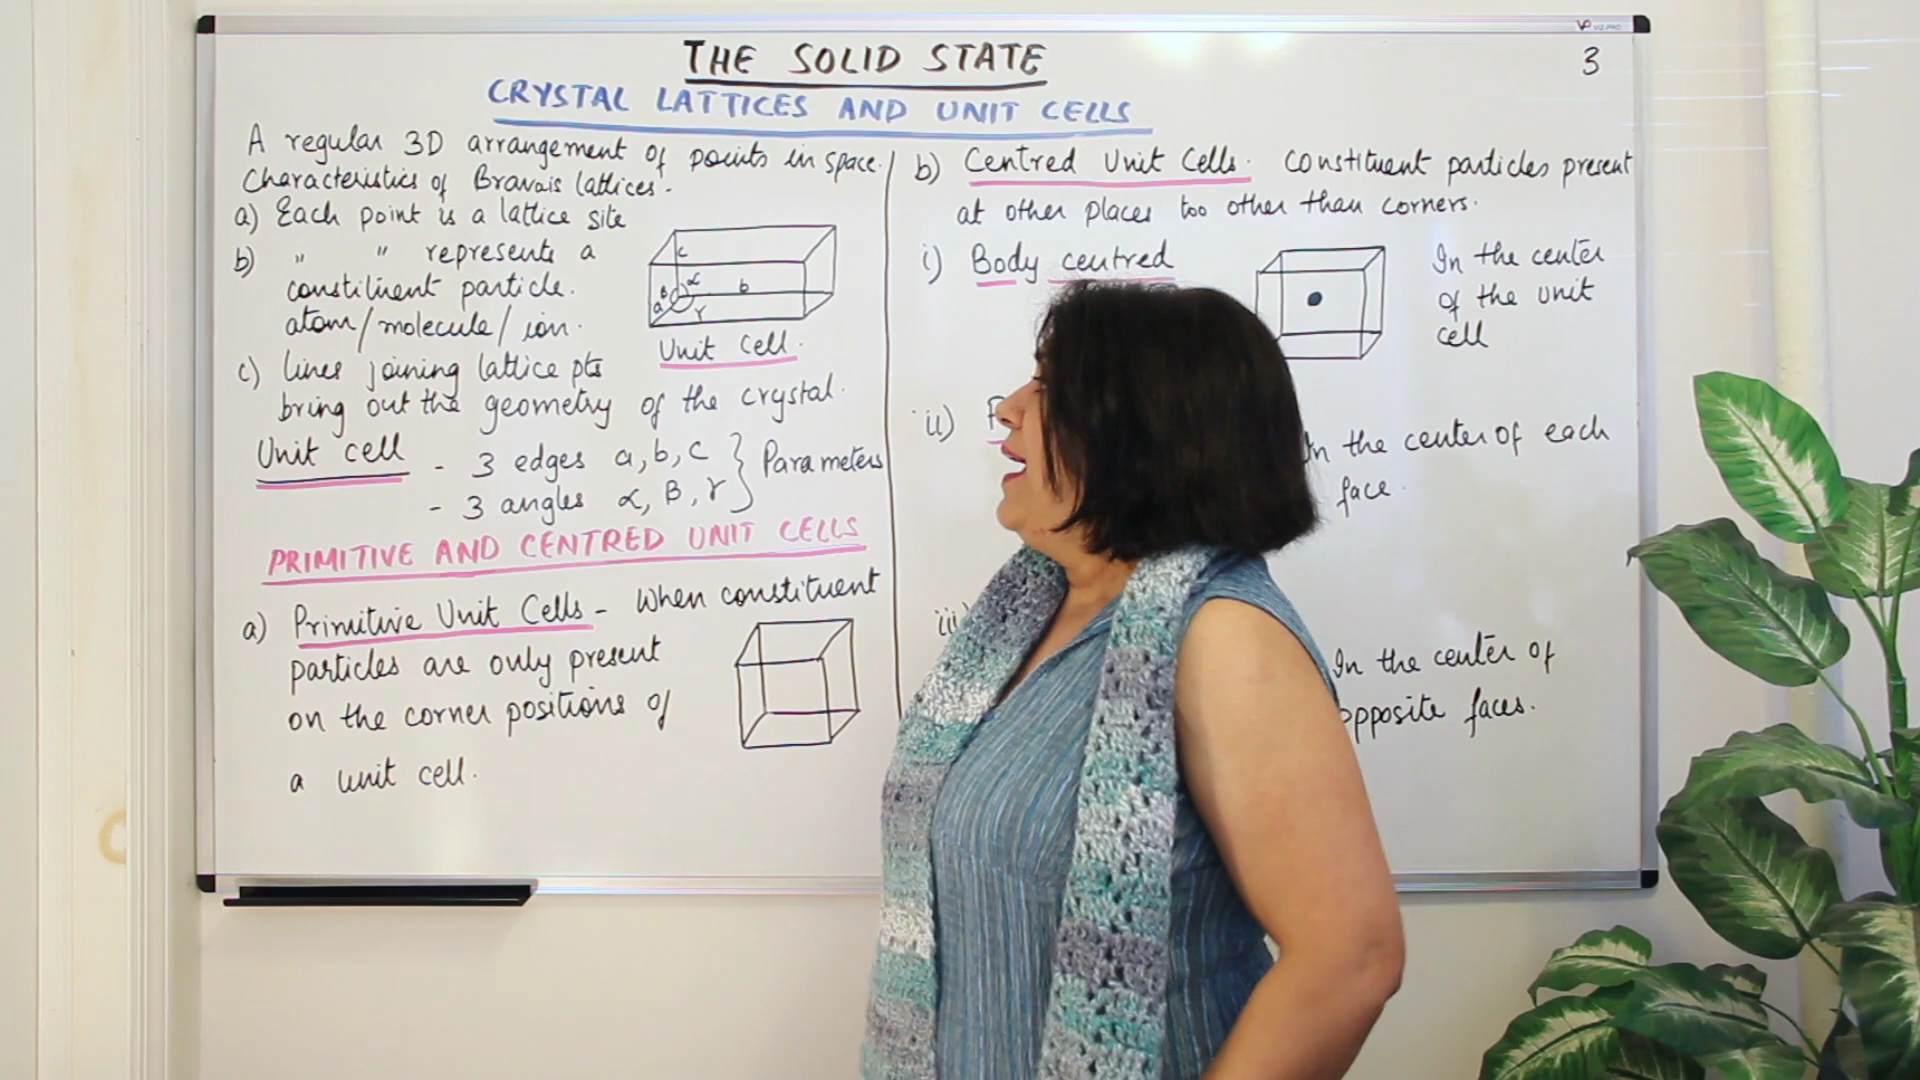 THE SOLID STATE
3
CRYSTAL LATTICES AND UNIT CELLS
A regular 3D arrangement of points in space.
Characteristics of Bravais lattices.
a) Each point is a lattice site
b) " " represents a
constituent particle.
atom/molecule/ion.
c) lines joining lattice pts
bring out the geometry of the crystal.
c
α
B
a
b
γ
Unit cell.
Unit cell - 3 edges a, b, c } Parameters
- 3 angles α, B, γ
PRIMITIVE AND CENTRED UNIT CELLS
a) Primitive Unit Cells - When constituent
particles are only present
on the corner positions of
a unit cell.
b) Centred Unit Cells. Constituent particles present
at other places too other than corners.
i) Body centred
In the center
of the unit
cell
ii)
In the center of each
face.
iii)
In the center of
opposite faces.